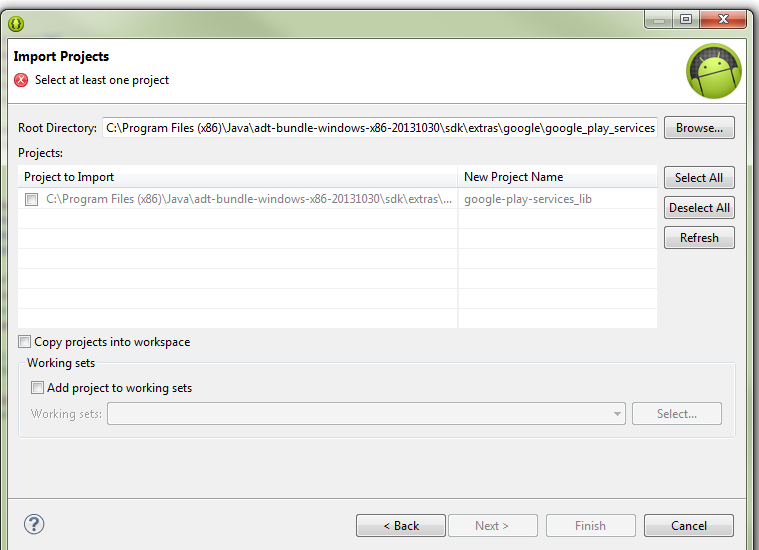 Import Projects
Select at least one project
Root Directory: C:\Program Files (x86)\Java\adt-bundle-windows-x86-20131030\sdk\extras\google\google_play_services Browse...
Projects:
Project to Import New Project Name Select All
C:\Program Files (x86)\Java\adt-bundle-windows-x86-20131030\sdk\extras\... google-play-services_lib
Deselect All
Refresh
Copy projects into workspace
Working sets
Add project to working sets
Working sets: Select...
? < Back Next > Finish Cancel